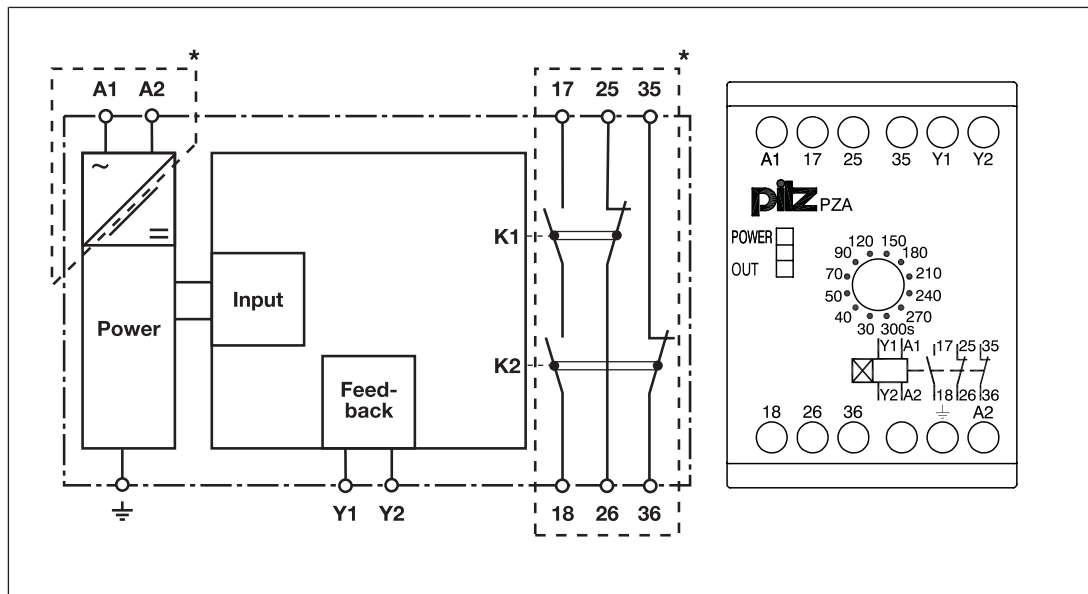 *
*
A1 A2
17 25 35
~
=
Power
Input
Feed-
back
K1
K2
Y1 Y2
18 26 36
A1 17 25 35 Y1 Y2
pilz PZA
POWER
OUT
120 150
90 180
70 210
50 240
40 270
30 300s
Y1 A1 17 25 35
Y2 A2 18 26 36
18 26 36 A2